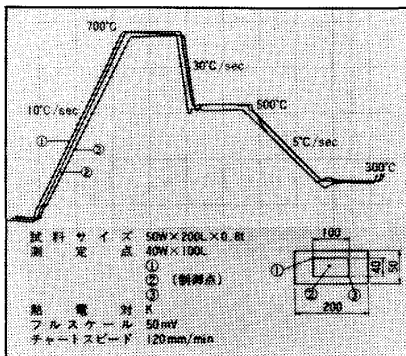 700℃
30℃/sec
10℃/sec
500℃
①
③
5℃/sec
②
300℃
試料サイズ 50W×200L×0.8t
測定点 40W×100L
①
② (制御点)
③
熱電対 K
フルスケール 50mV
チャートスピード 120mm/min
100
40
50
②
①
③
200